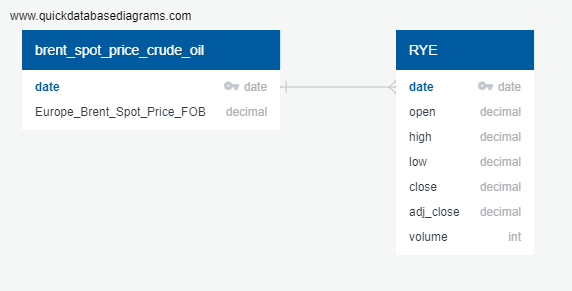 www.quickdatabasediagrams.com
brent_spot_price_crude_oil
date date
Europe_Brent_Spot_Price_FOB decimal
RYE
date date
open decimal
high decimal
low decimal
close decimal
adj_close decimal
volume int